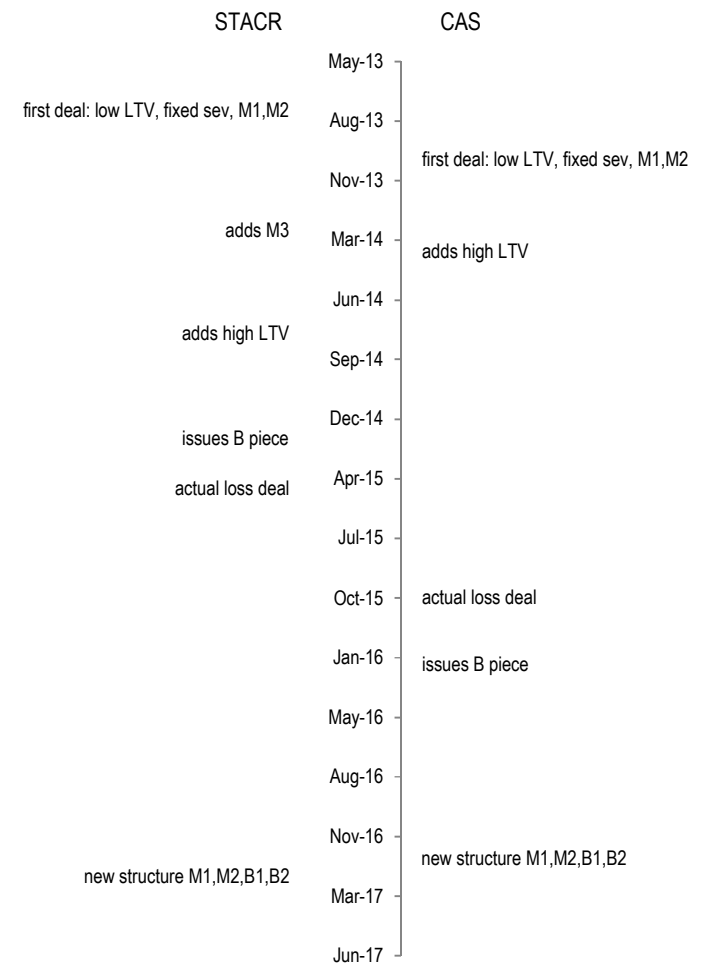 STACR CAS
May-13
first deal: low LTV, fixed sev, M1,M2
Aug-13
first deal: low LTV, fixed sev, M1,M2
Nov-13
adds M3
Mar-14
adds high LTV
Jun-14
adds high LTV
Sep-14
Dec-14
issues B piece
Apr-15
actual loss deal
Jul-15
Oct-15
actual loss deal
Jan-16
issues B piece
May-16
Aug-16
Nov-16
new structure M1,M2,B1,B2
new structure M1,M2,B1,B2
Mar-17
Jun-17